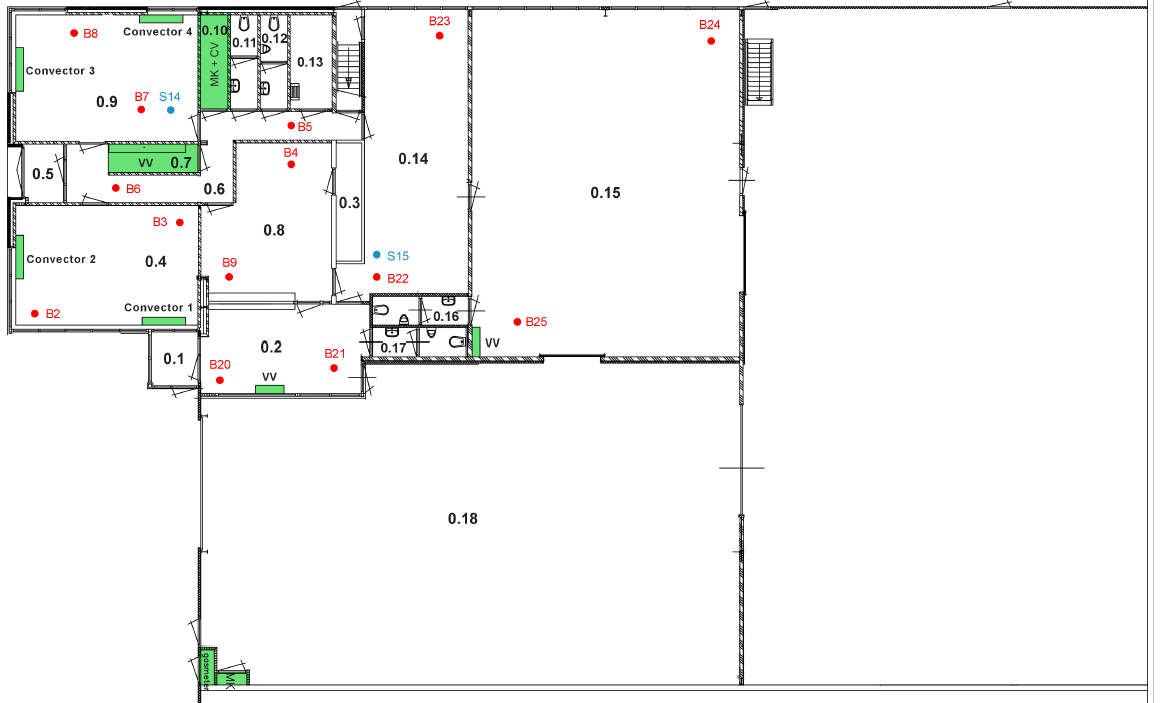 B8
Convector 4
0.10
MK + CV
0.11
0.12
0.13
B23
B24
Convector 3
0.9
B7
S14
B5
0.5
VV
0.7
B4
0.14
B6
0.6
0.15
0.3
B3
0.8
0.4
Convector 2
B9
S15
B22
Convector 1
B2
0.16
B25
0.1
0.2
0.17
VV
B20
B21
VV
0.18
gasmeter
MK